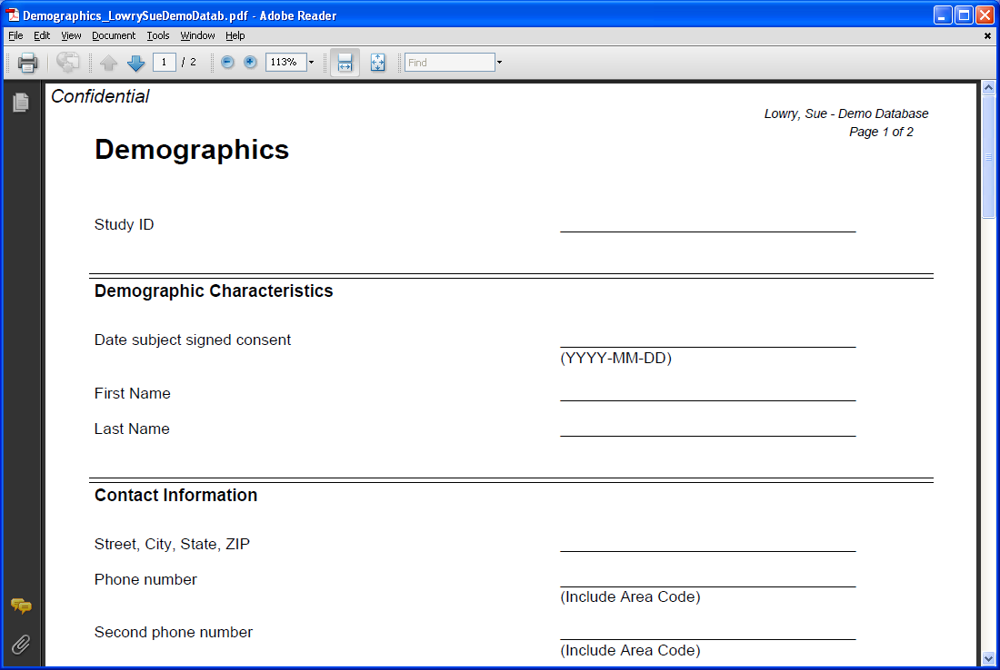 Demographics_LowrySueDemoDatab.pdf - Adobe Reader
File Edit View Document Tools Window Help
1 / 2 113% Find
Confidential
Lowry, Sue - Demo Database
Page 1 of 2
Demographics
Study ID
Demographic Characteristics
Date subject signed consent
(YYYY-MM-DD)
First Name
Last Name
Contact Information
Street, City, State, ZIP
Phone number
(Include Area Code)
Second phone number
(Include Area Code)